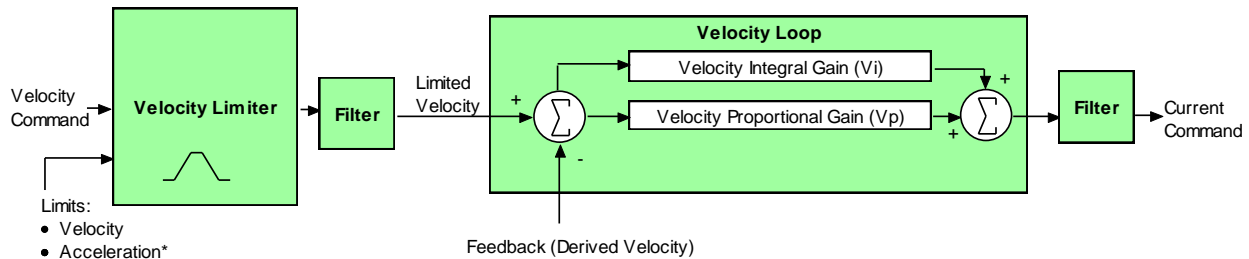 Velocity Loop
Velocity Integral Gain (Vi)
+
Limited
Velocity
Velocity
Command
Velocity Limiter
Filter
+
Σ
Velocity Proportional Gain (Vp)
+
Σ
Filter
Current
Command
-
Limits:
• Velocity
• Acceleration*
Feedback (Derived Velocity)